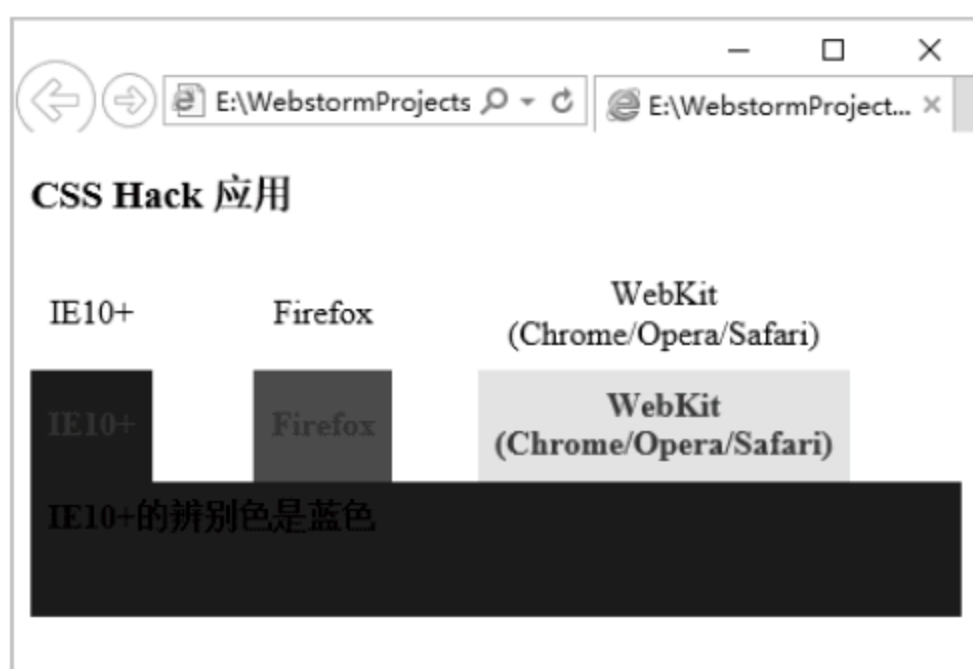 E:\WebstormProjects
E:\WebstormProject...
CSS Hack 应用
IE10+
Firefox
WebKit
(Chrome/Opera/Safari)
IE10+
Firefox
WebKit
(Chrome/Opera/Safari)
IE10+的辨别色是蓝色